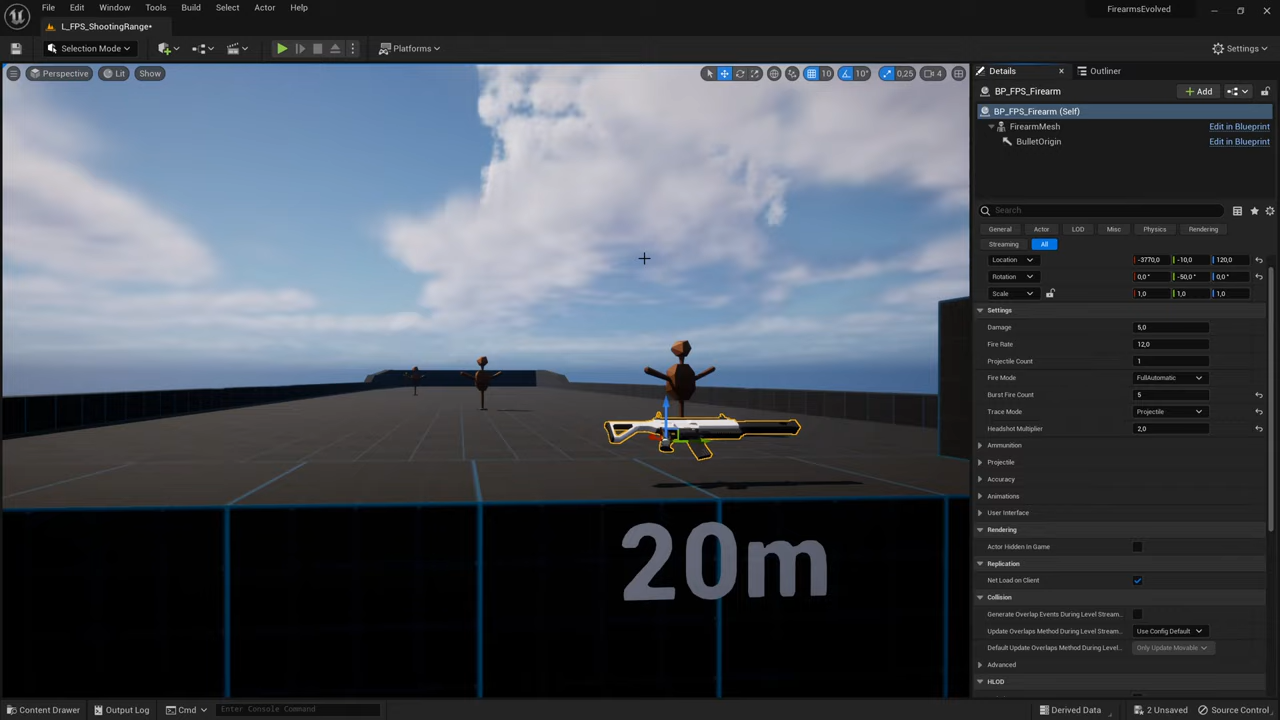 File Edit Window Tools Build Select Actor Help
FirearmsEvolved
L_FPS_ShootingRange*
Selection Mode
Platforms
Settings
Perspective Lit Show
10 10° 0,25 4
Details Outliner
BP_FPS_Firearm
Add
BP_FPS_Firearm (Self)
FirearmMesh Edit in Blueprint
BulletOrigin Edit in Blueprint
Search
General Actor LOD Misc Physics Rendering
Streaming All
Location -3770,0 -10,0 120,0
Rotation 0,0 ° -50,0 ° 0,0 °
Scale 1,0 1,0 1,0
Settings
Damage 5,0
Fire Rate 12,0
Projectile Count 1
Fire Mode FullAutomatic
Burst Fire Count 5
Trace Mode Projectile
Headshot Multiplier 2,0
Ammunition
Projectile
Accuracy
Animations
User Interface
Rendering
Actor Hidden In Game
Replication
Net Load on Client
Collision
Generate Overlap Events During Level Stream..
Update Overlaps Method During Level Stream.. Use Config Default
Default Update Overlaps Method During Level... Only Update Movable
Advanced
HLOD
20m
Content Drawer Output Log Cmd Enter Console Command
Derived Data 2 Unsaved Source Control